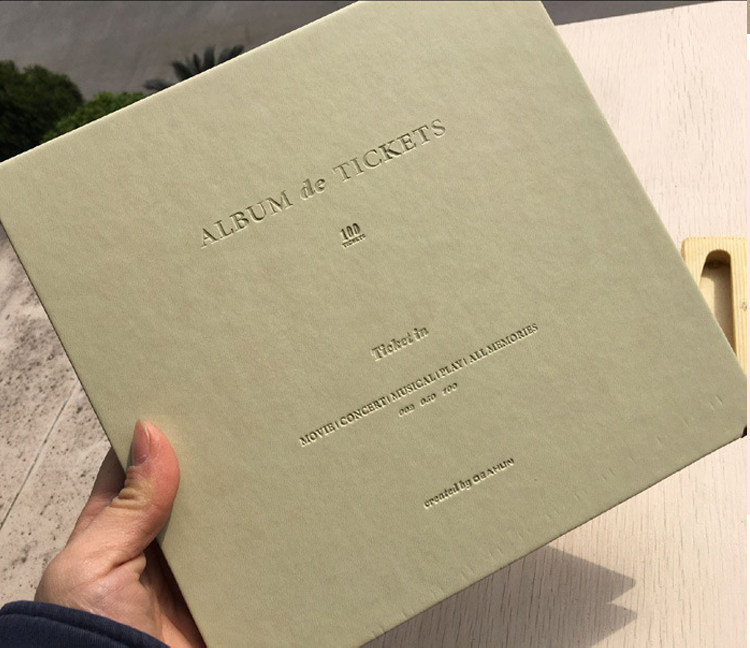 ALBUM de TICKETS
100
TICKETS
Ticket in
MOVIE | CONCERT | MUSICAL | PLAY | ALL MEMORIES
created by